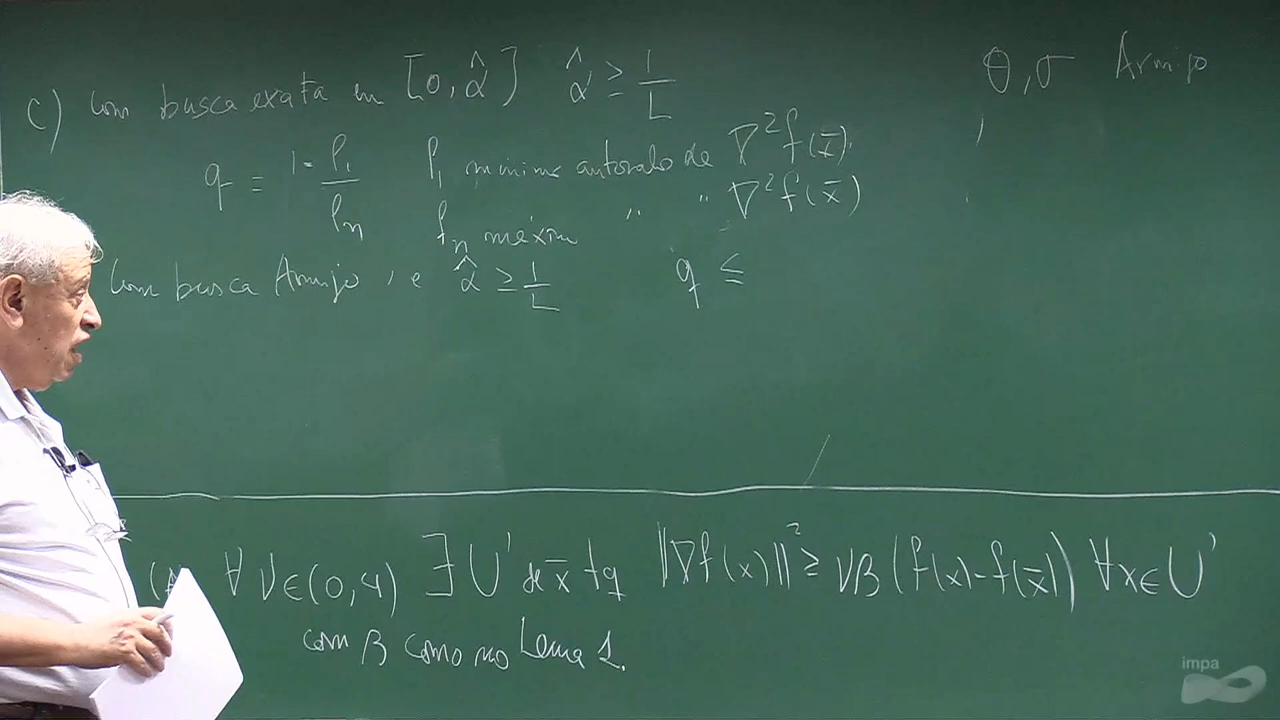 c) com busca exata em [0, α̂] α̂ ≥ 1/L
θ, σ Armijo
q = 1 - ρ₁/ρₙ ρ₁ mínimo autovalo de ∇²f(x̄),
ρₙ máximo " " ∇²f(x̄)
Com busca Armijo, e α̂ ≥ 1/L q ≤
∀ ν ∈ (0,4) ∃ U' de x̄ tq ‖∇f(x)‖² ≥ νβ (f(x) - f(x̄)) ∀x ∈ U'
com β como no Lema 1.
impa